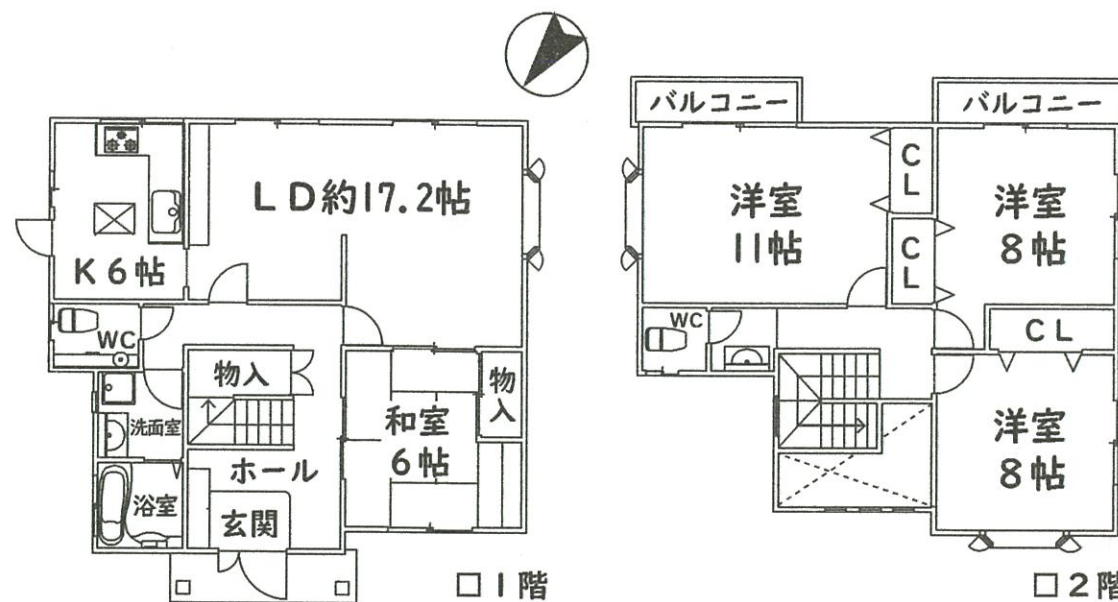 バルコニー
バルコニー
LD約17.2帖
K6帖
WC
物入
物入
洗面室
和室
6帖
ホール
浴室
玄関
□1階
洋室
11帖
CL
CL
洋室
8帖
WC
CL
洋室
8帖
□2階